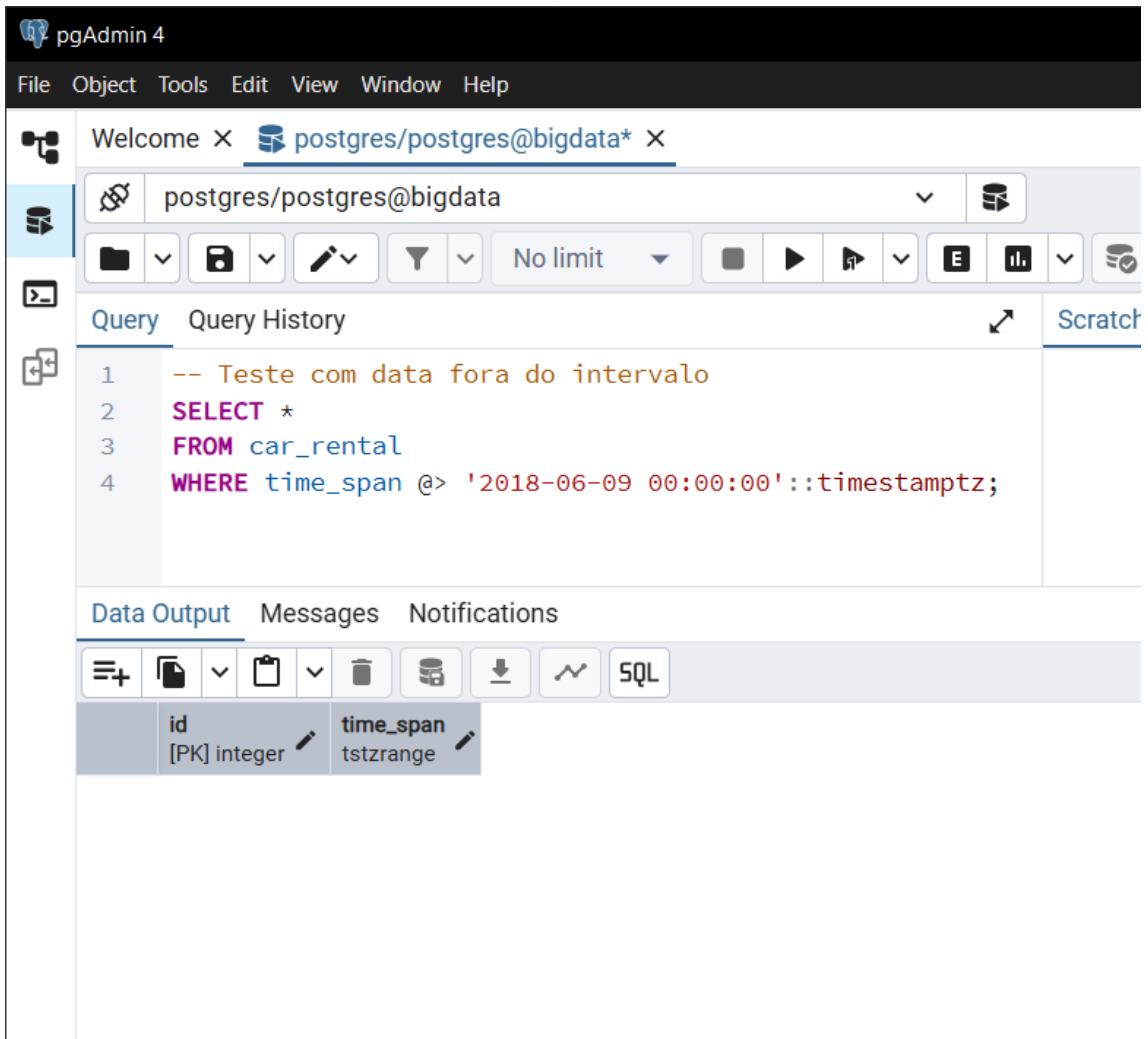 pgAdmin 4
File Object Tools Edit View Window Help
Welcome postgres/postgres@bigdata*
postgres/postgres@bigdata
No limit E
Query Query History Scratch
1 -- Teste com data fora do intervalo
2 SELECT *
3 FROM car_rental
4 WHERE time_span @> '2018-06-09 00:00:00'::timestamptz;
Data Output Messages Notifications
SQL
id time_span
[PK] integer tstzrange